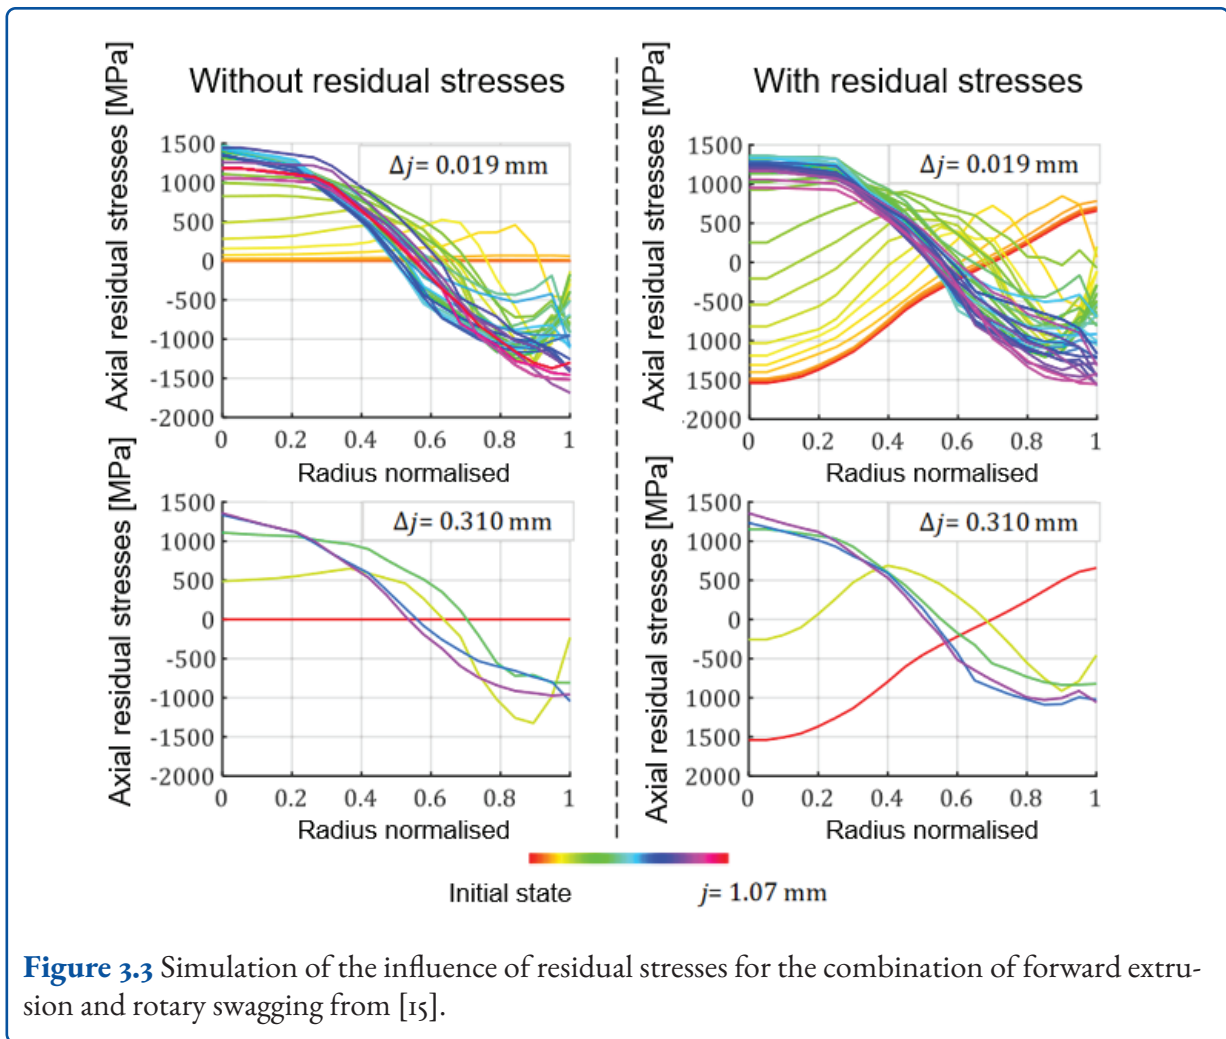 Without residual stresses
With residual stresses
Axial residual stresses [MPa]
1500
1000
500
0
-500
-1000
-1500
-2000
Δj= 0.019 mm
0 0.2 0.4 0.6 0.8 1
Radius normalised
Axial residual stresses [MPa]
1500
1000
500
0
-500
1000
1500
-2000
Δj= 0.019 mm
0 0.2 0.4 0.6 0.8 1
Radius normalised
Axial residual stresses [MPa]
1500
1000
500
0
-500
-1000
-1500
-2000
Δj= 0.310 mm
0 0.2 0.4 0.6 0.8 1
Radius normalised
Axial residual stresses [MPa]
1500
1000
500
0
-500
1000
1500
2000
Δj= 0.310 mm
0 0.2 0.4 0.6 0.8 1
Radius normalised
Initial state
j= 1.07 mm
Figure 3.3 Simulation of the influence of residual stresses for the combination of forward extru-
sion and rotary swagging from [15].